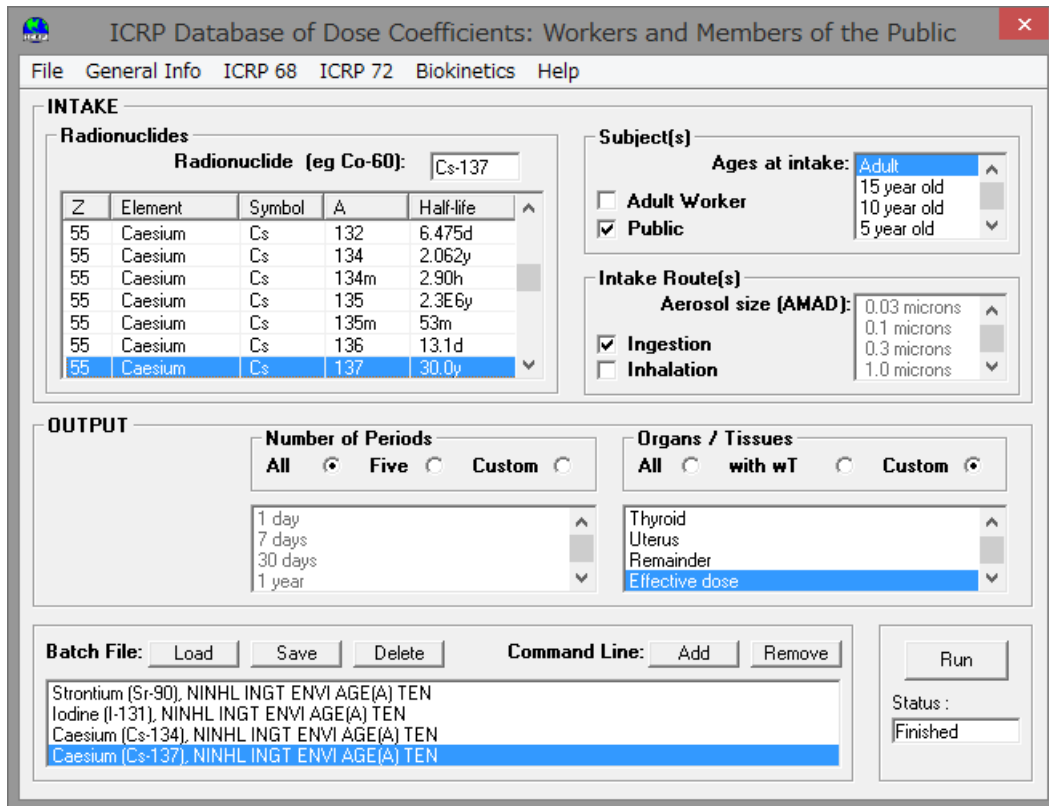 ICRP Database of Dose Coefficients: Workers and Members of the Public
File General Info ICRP 68 ICRP 72 Biokinetics Help
INTAKE
Radionuclides
Radionuclide (eg Co-60): Cs-137
Z Element Symbol A Half-life
55 Caesium Cs 132 6.475d
55 Caesium Cs 134 2.062y
55 Caesium Cs 134m 2.90h
55 Caesium Cs 135 2.3E6y
55 Caesium Cs 135m 53m
55 Caesium Cs 136 13.1d
55 Caesium Cs 137 30.0y
Subject(s)
Ages at intake:
Adult Worker
Public
Adult
15 year old
10 year old
5 year old
Intake Route(s)
Aerosol size (AMAD):
Ingestion
Inhalation
0.03 microns
0.1 microns
0.3 microns
1.0 microns
OUTPUT
Number of Periods
All Five Custom
1 day
7 days
30 days
1 year
Organs / Tissues
All with wT Custom
Thyroid
Uterus
Remainder
Effective dose
Batch File: Load Save Delete Command Line: Add Remove
Strontium (Sr-90), NINHL INGT ENVI AGE(A) TEN
Iodine (I-131), NINHL INGT ENVI AGE(A) TEN
Caesium (Cs-134), NINHL INGT ENVI AGE(A) TEN
Caesium (Cs-137), NINHL INGT ENVI AGE(A) TEN
Run
Status :
Finished